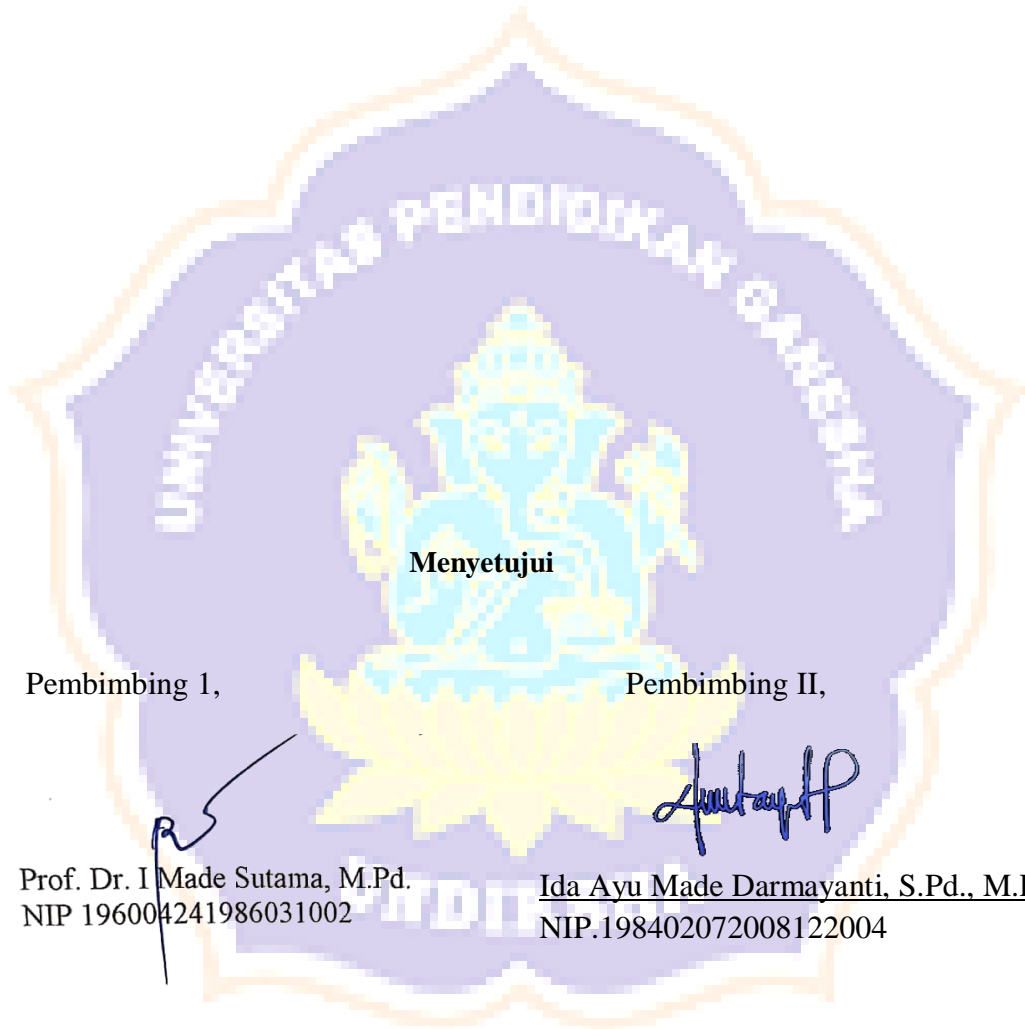 UNIVERSITAS PENDIDIKAN GANESHA
Menyetujui
Pembimbing 1,
Pembimbing II,
Prof. Dr. I Made Sutama, M.Pd.
NIP 196004241986031002
Ida Ayu Made Darmayanti, S.Pd.,
NIP.198402072008122004